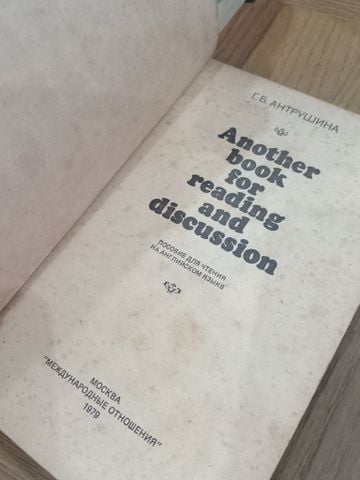 Г. Б. АНТРУШИНА
Another
book
for
reading
and
discussion
ПОСОБИЕ ДЛЯ ЧТЕНИЯ
НА АНГЛИЙСКОМ ЯЗЫКЕ
МОСКВА
"МЕЖДУНАРОДНЫЕ ОТНОШЕНИЯ"
1979